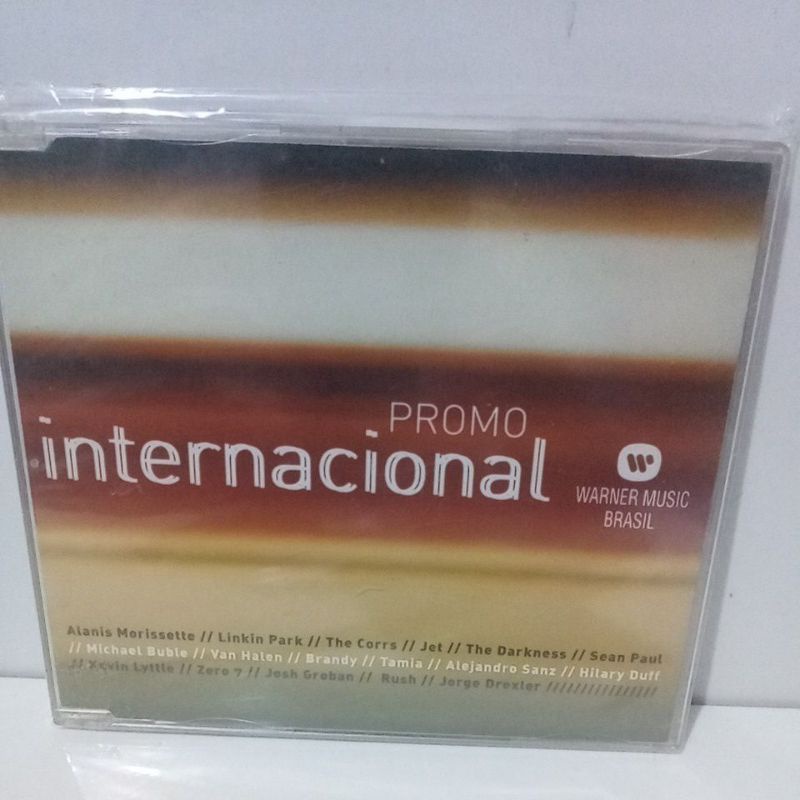 PROMO
internacional
WARNER MUSIC
BRASIL
Alanis Morissette // Linkin Park // The Corrs // Jet // The Darkness // Sean Paul
// Michael Buble // Van Halen // Brandy // Tamia // Alejandro Sanz // Hilary Duff
// Kevin Lyttle // Zero 7 // Josh Groban // Rush // Jorge Drexler ////////////////